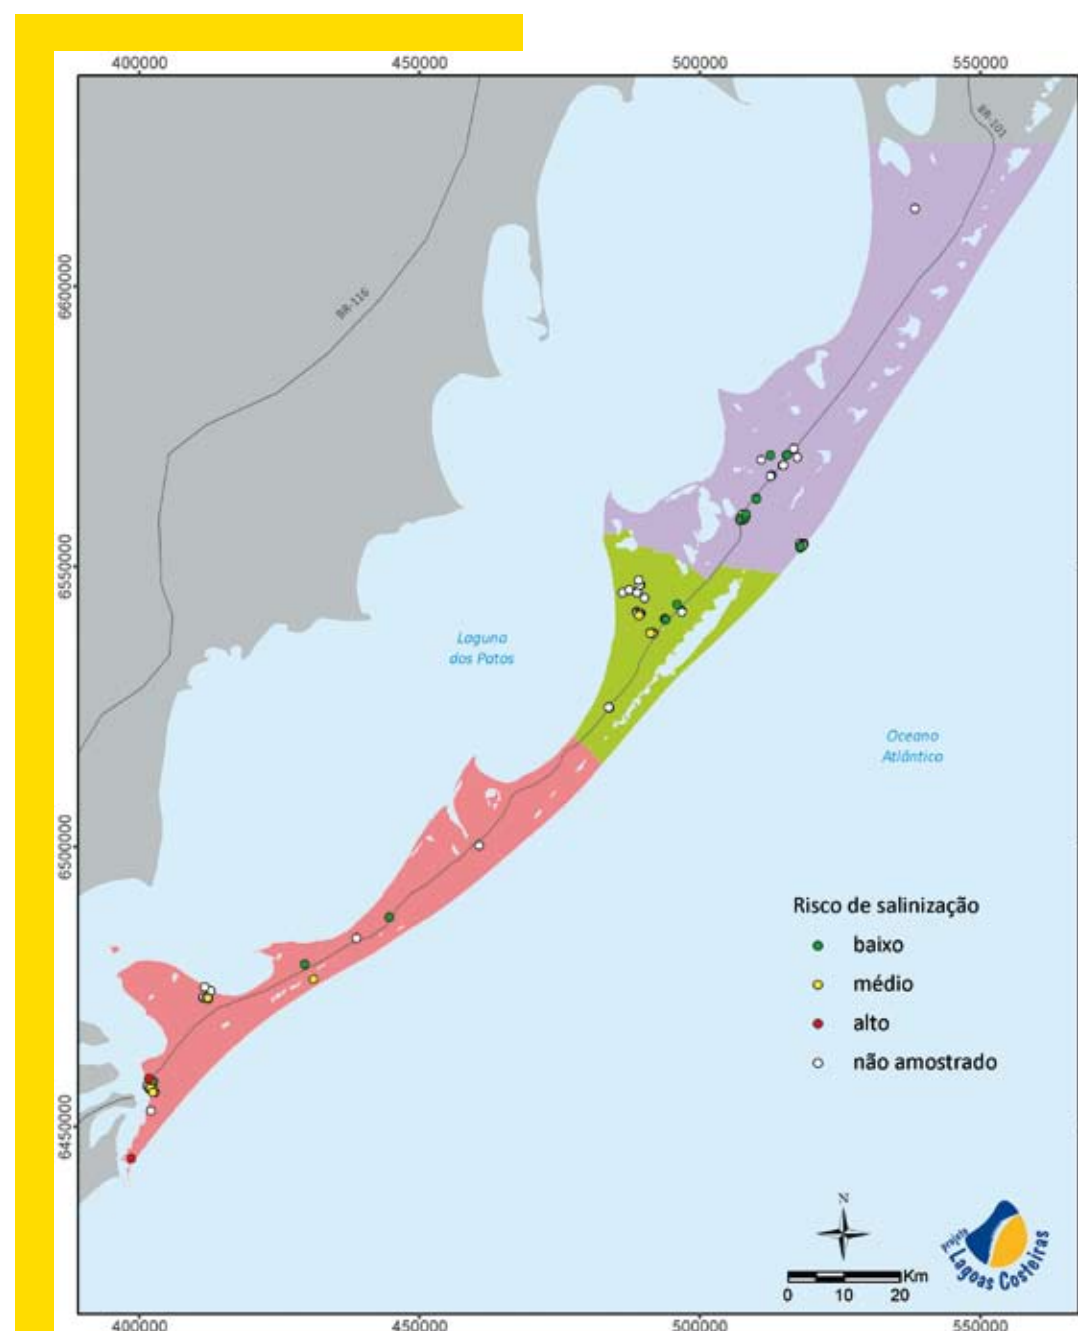 400000
450000
500000
550000
BR-101
BR-116
6600000
6550000
Laguna
dos Patos
Oceano
Atlântico
6500000
Risco de salinização
baixo
médio
alto
não amostrado
6450000
N
Km
0
10
20
projeto
Lagoas Costeiras
400000
450000
500000
550000